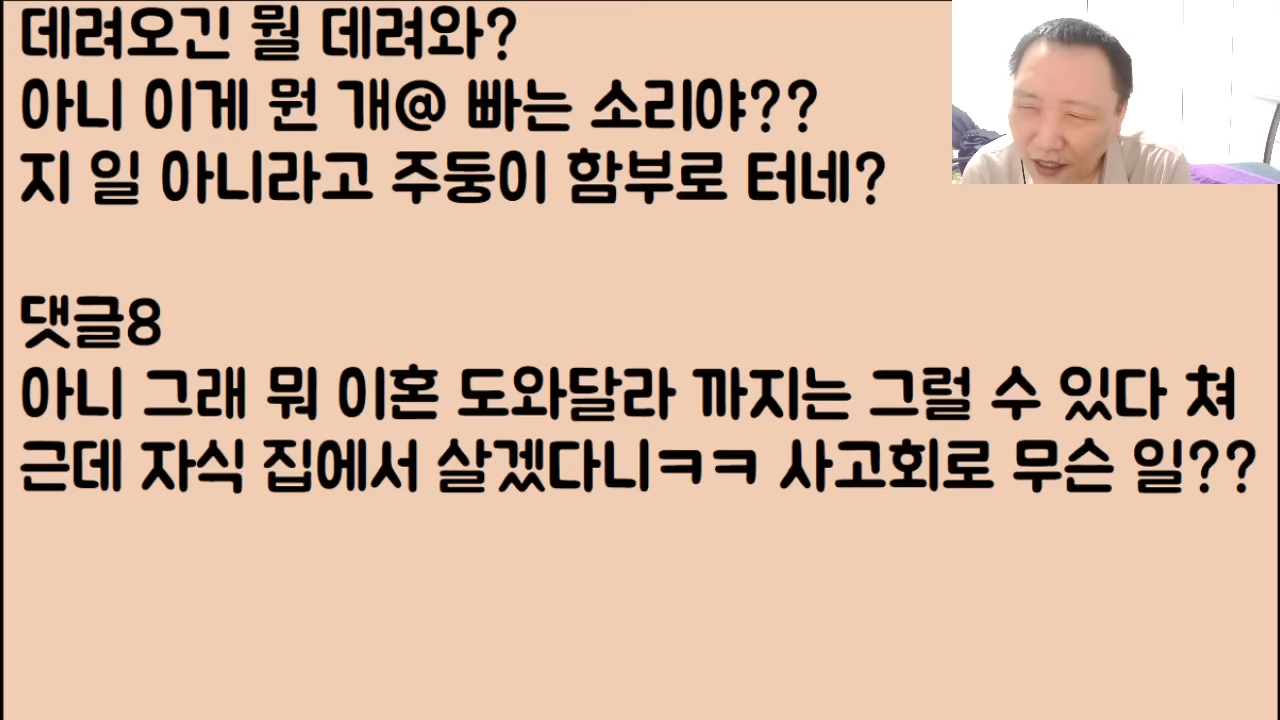 데려오긴 뭘 데려와?
아니 이게 뭔 개@ 빠는 소리야??
지 일 아니라고 주둥이 함부로 터네?
댓글8
아니 그래 뭐 이혼 도와달라 까지는 그럴 수 있다 쳐
근데 자식 집에서 살겠다니ㅋㅋ 사고회로 무슨 일??